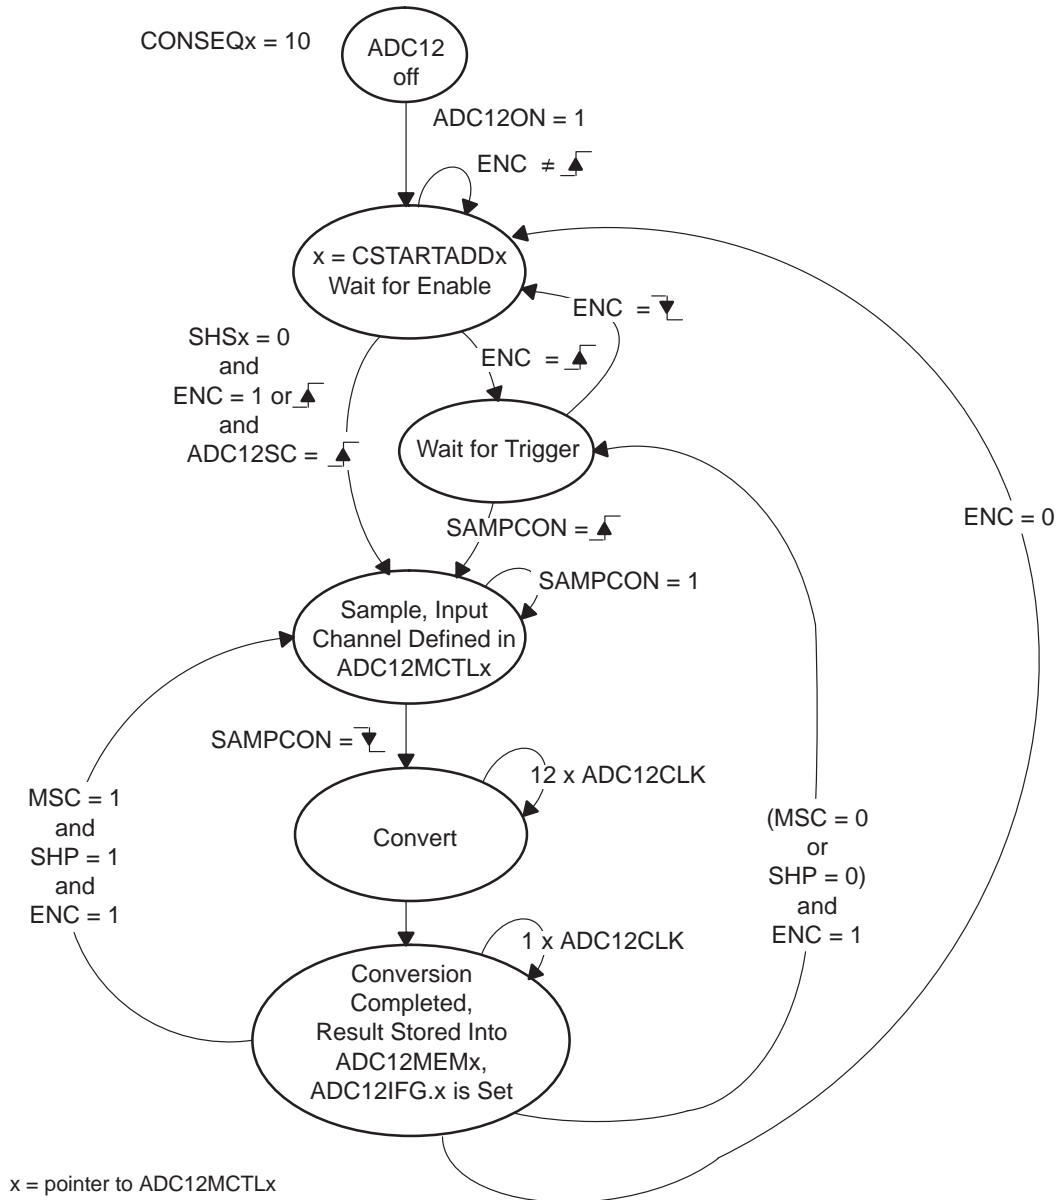 CONSEQx = 10
ADC12
off
ADC12ON = 1
ENC ≠
x = CSTARTADDx
Wait for Enable
ENC =
SHSx = 0
and
ENC = 1 or
and
ADC12SC =
ENC =
Wait for Trigger
ENC = 0
SAMPCON =
SAMPCON = 1
Sample, Input
Channel Defined in
ADC12MCTLx
SAMPCON =
12 x ADC12CLK
MSC = 1
and
SHP = 1
and
ENC = 1
Convert
(MSC = 0
or
SHP = 0)
and
ENC = 1
1 x ADC12CLK
Conversion
Completed,
Result Stored Into
ADC12MEMx,
ADC12IFG.x is Set
x = pointer to ADC12MCTLx